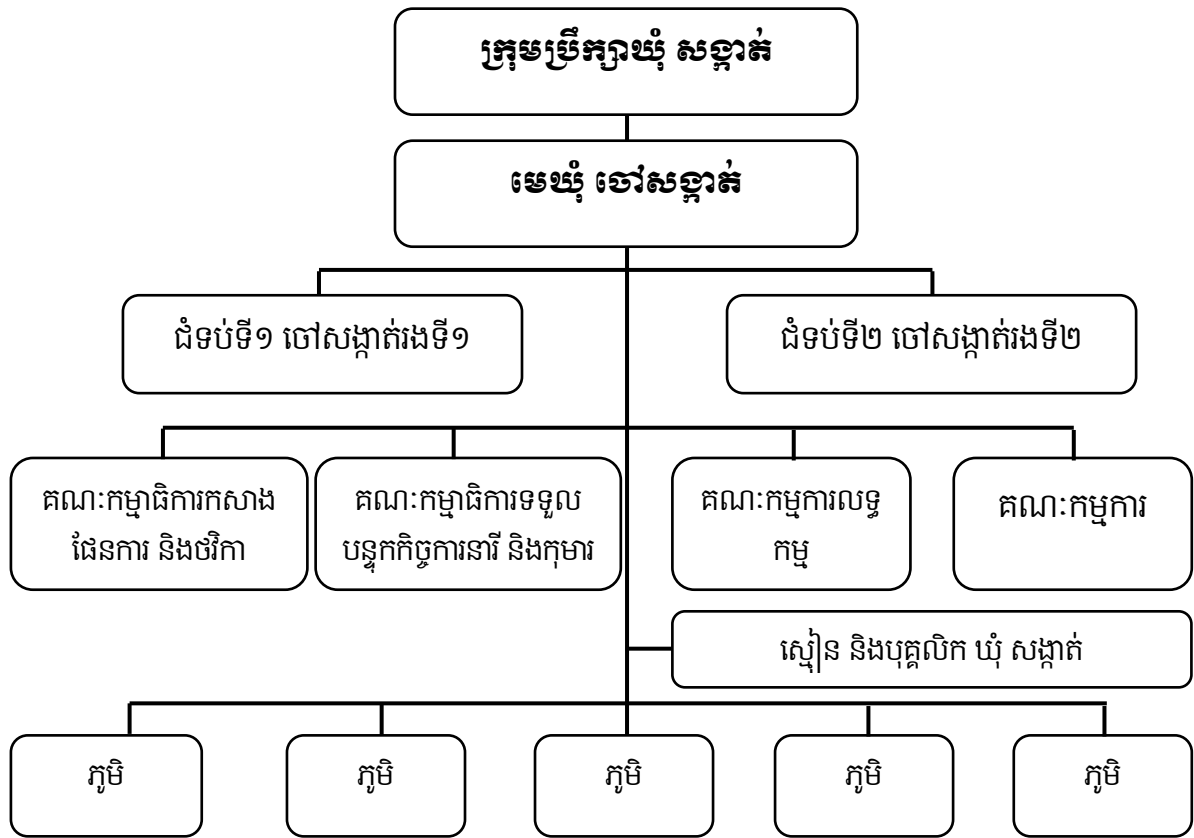 ក្រុមប្រឹក្សាឃុំ សង្កាត់
មេឃុំ ចៅសង្កាត់
ជំទប់ទី១ ចៅសង្កាត់រងទី១
ជំទប់ទី២ ចៅសង្កាត់រងទី២
គណៈកម្មាធិការកសាង
ផែនការ និងថវិកា
គណៈកម្មាធិការទទួល
បន្ទុកកិច្ចការនារី និងកុមារ
គណៈកម្មការលទ្ធ
កម្ម
គណៈកម្មការ
ស្មៀន និងបុគ្គលិក ឃុំ សង្កាត់
ភូមិ
ភូមិ
ភូមិ
ភូមិ
ភូមិ